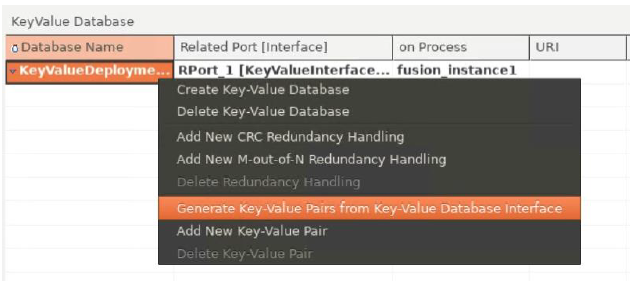 KeyValue Database
Database Name Related Port [Interface] on Process URI
KeyValueDeployme... RPort_1 [KeyValueInterface... fusion_instance1
Create Key-Value Database
Delete Key-Value Database
Add New CRC Redundancy Handling
Add New M-out-of-N Redundancy Handling
Delete Redundancy Handling
Generate Key-Value Pairs from Key-Value Database Interface
Add New Key-Value Pair
Delete Key-Value Pair